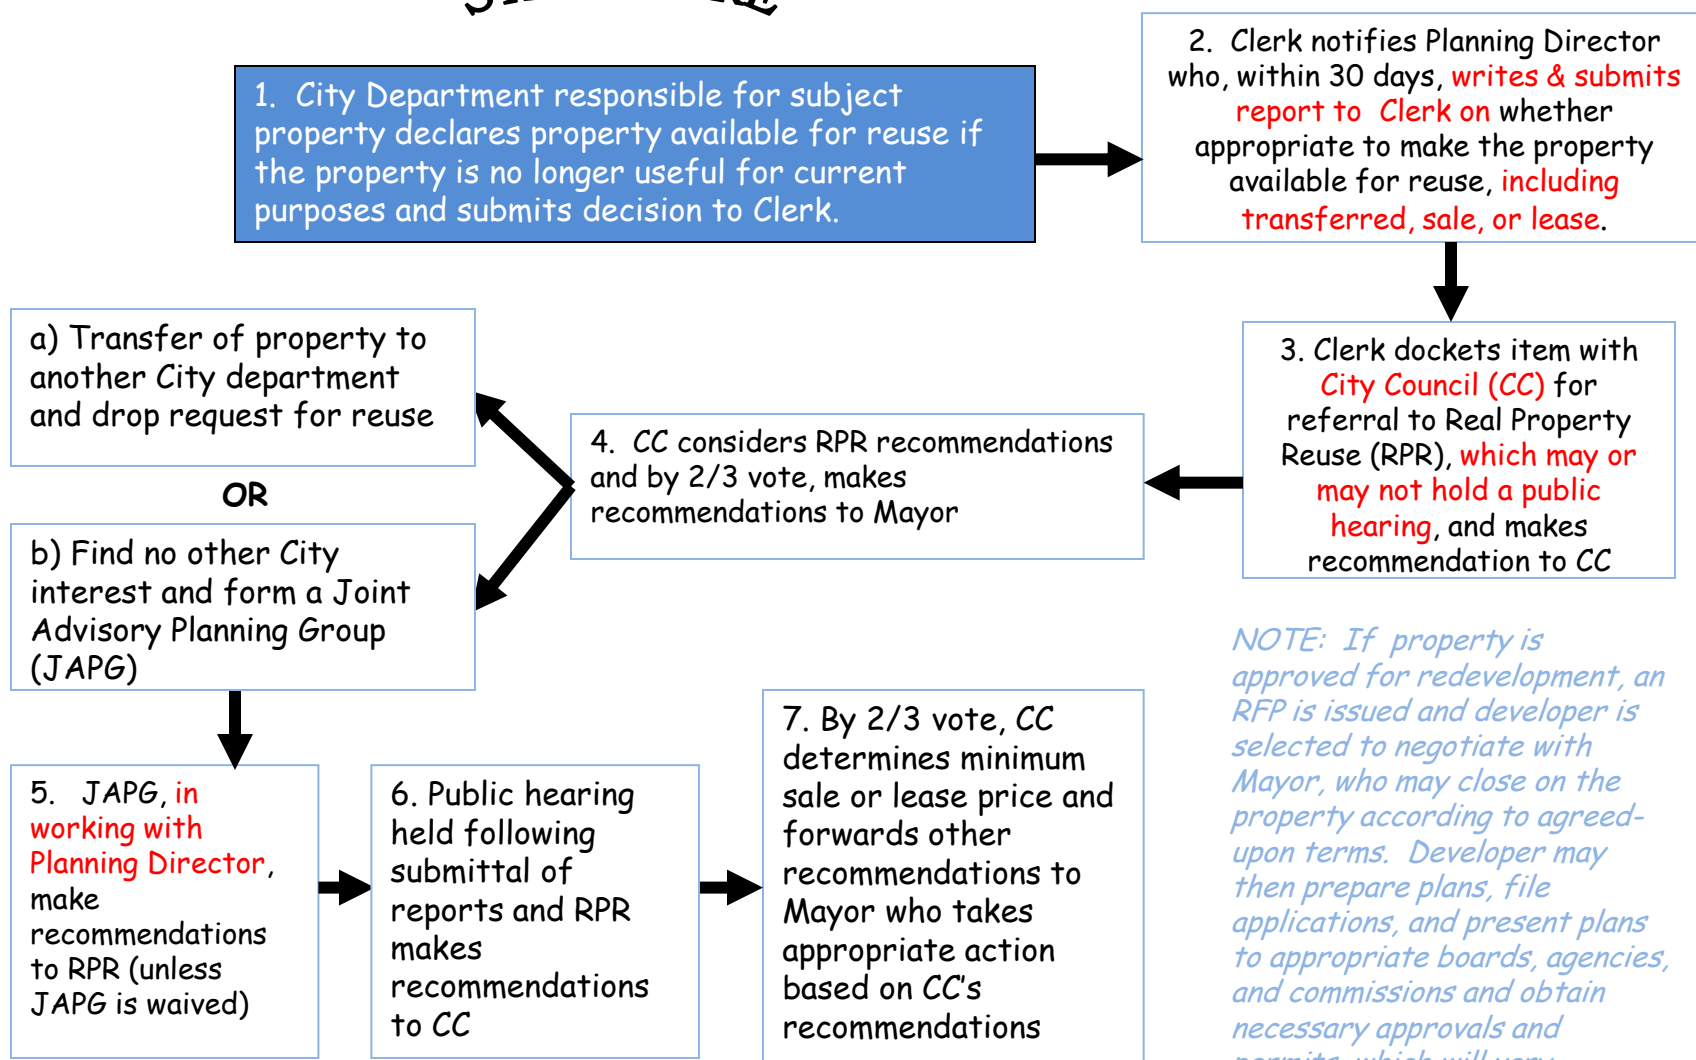 1. City Department responsible for subject
property declares property available for reuse if
the property is no longer useful for current
purposes and submits decision to Clerk.
2. Clerk notifies Planning Director
who, within 30 days, writes & submits
report to Clerk on whether
appropriate to make the property
available for reuse, including
transferred, sale, or lease.
3. Clerk dockets item with
City Council (CC) for
referral to Real Property
Reuse (RPR), which may or
may not hold a public
hearing, and makes
recommendation to CC
4. CC considers RPR recommendations
and by 2/3 vote, makes
recommendations to Mayor
a) Transfer of property to
another City department
and drop request for reuse
OR
b) Find no other City
interest and form a Joint
Advisory Planning Group
(JAPG)
5. JAPG, in
working with
Planning Director,
make
recommendations
to RPR (unless
JAPG is waived)
6. Public hearing
held following
submittal of
reports and RPR
makes
recommendations
to CC
7. By 2/3 vote, CC
determines minimum
sale or lease price and
forwards other
recommendations to
Mayor who takes
appropriate action
based on CC's
recommendations
NOTE: If property is
approved for redevelopment, an
RFP is issued and developer is
selected to negotiate with
Mayor, who may close on the
property according to agreed-
upon terms. Developer may
then prepare plans, file
applications, and present plans
to appropriate boards, agencies,
and commissions and obtain
necessary approvals and